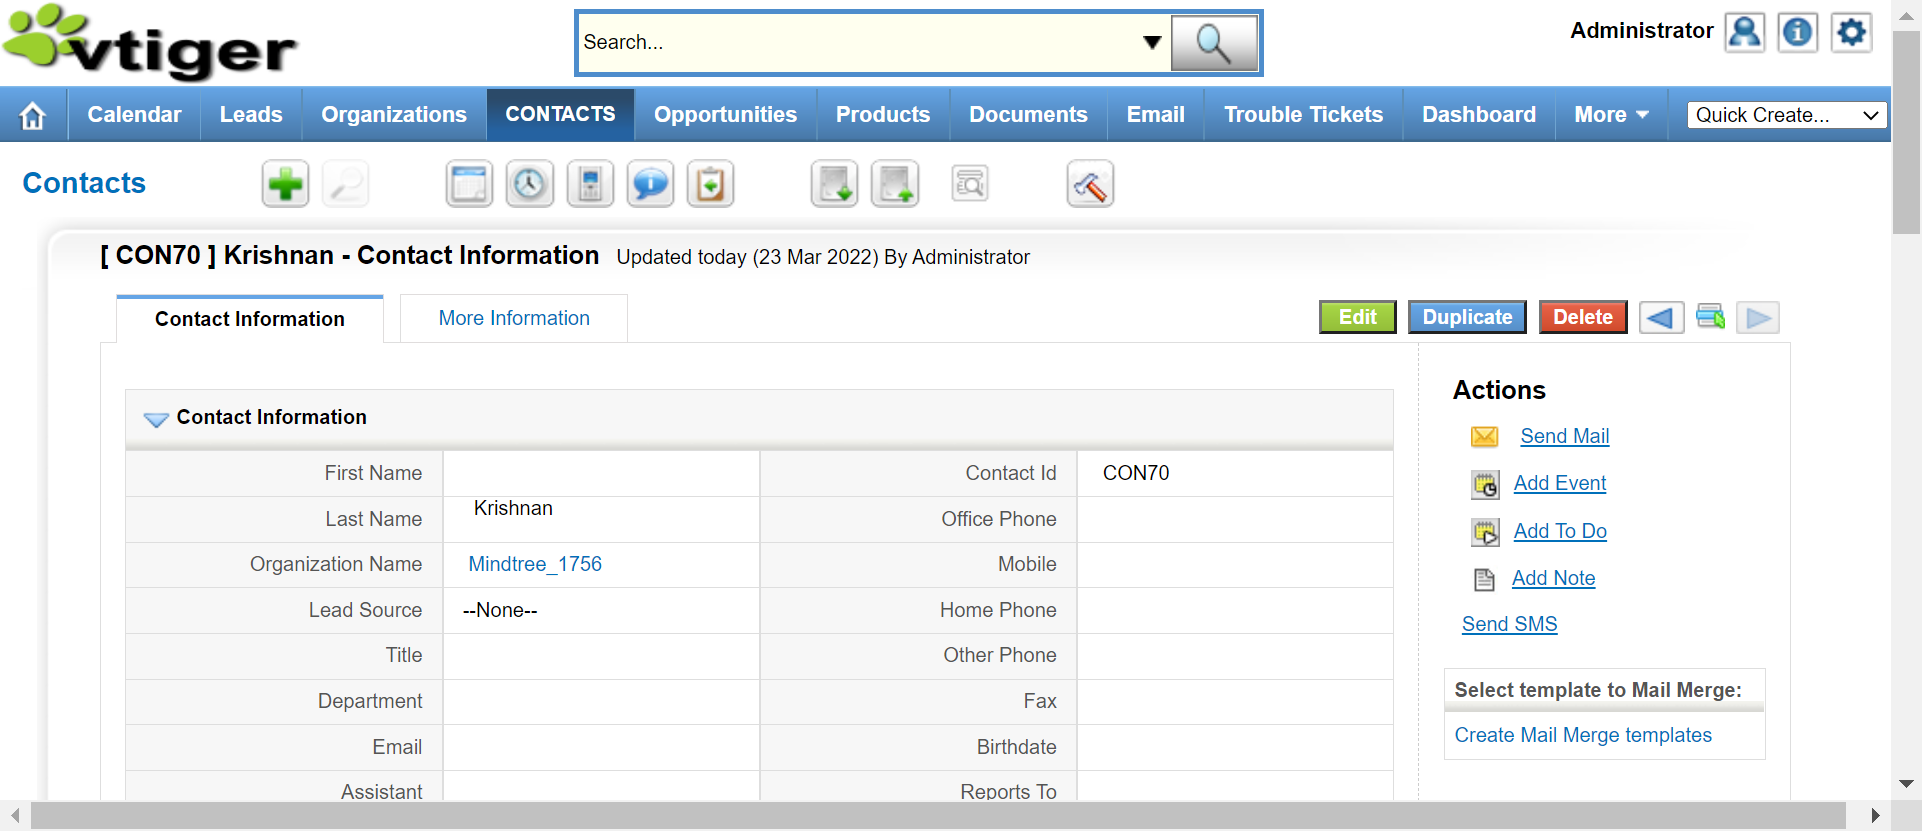 vtiger
Search...
Administrator
Calendar Leads Organizations CONTACTS Opportunities Products Documents Email Trouble Tickets Dashboard More Quick Create...
Contacts
[ CON70 ] Krishnan - Contact Information Updated today (23 Mar 2022) By Administrator
Contact Information More Information Edit Duplicate Delete
Contact Information
First Name Contact Id CON70
Last Name Krishnan Office Phone
Organization Name Mindtree_1756 Mobile
Lead Source --None-- Home Phone
Title Other Phone
Department Fax
Email Birthdate
Assistant Reports To
Actions
Send Mail
Add Event
Add To Do
Add Note
Send SMS
Select template to Mail Merge:
Create Mail Merge templates